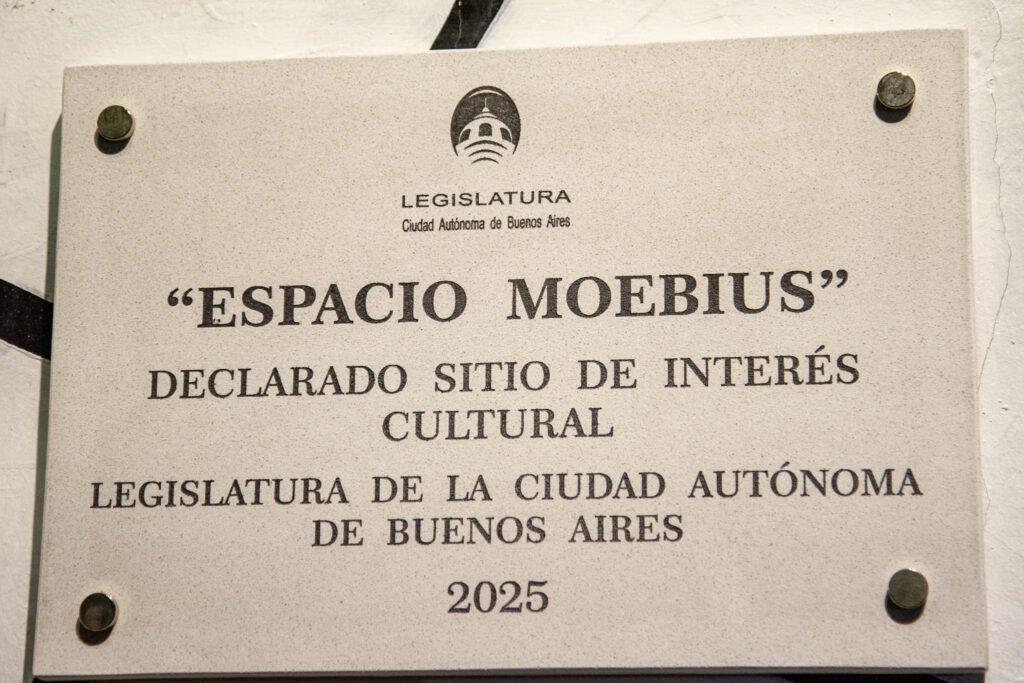 LEGISLATURA
Ciudad Autónoma de Buenos Aires
“ESPACIO MOEBIUS”
DECLARADO SITIO DE INTERÉS
CULTURAL
LEGISLATURA DE LA CIUDAD AUTÓNOMA
DE BUENOS AIRES
2025